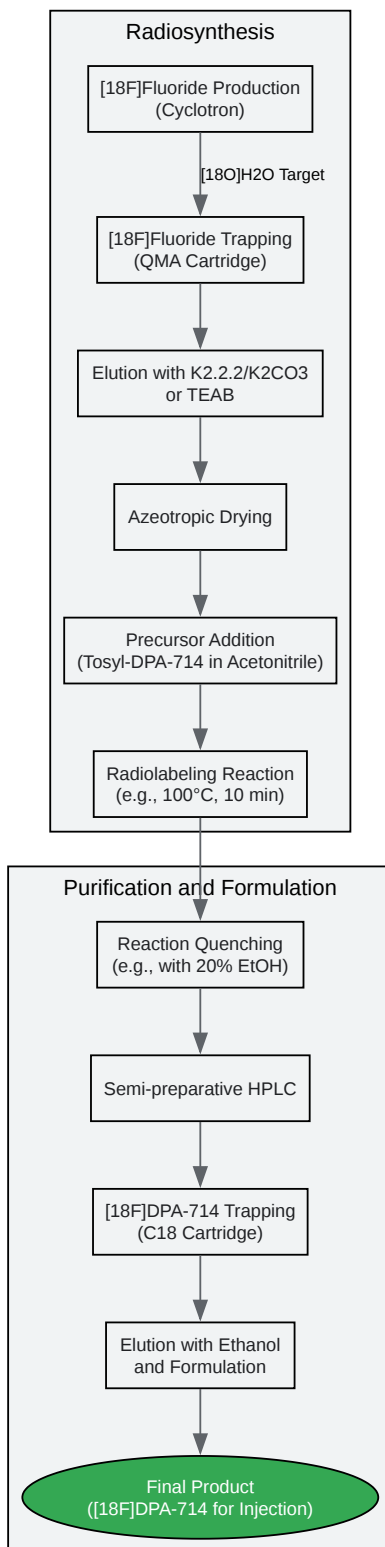 Radiosynthesis
[18F]Fluoride Production
(Cyclotron)
[18O]H2O Target
[18F]Fluoride Trapping
(QMA Cartridge)
Elution with K2.2.2/K2CO3
or TEAB
Azeotropic Drying
Precursor Addition
(Tosyl-DPA-714 in Acetonitrile)
Radiolabeling Reaction
(e.g., 100°C, 10 min)
Purification and Formulation
Reaction Quenching
(e.g., with 20% EtOH)
Semi-preparative HPLC
[18F]DPA-714 Trapping
(C18 Cartridge)
Elution with Ethanol
and Formulation
Final Product
([18F]DPA-714 for Injection)